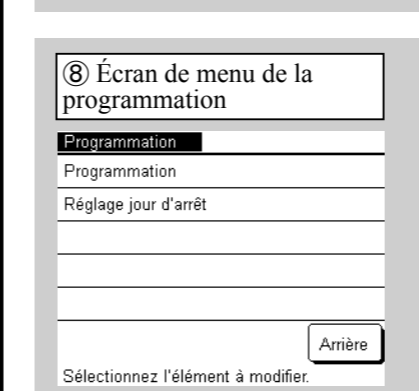 ⑧ Écran de menu de la
programmation
Programmation
Programmation
Réglage jour d'arrêt
Arrière
Sélectionnez l'élément à modifier.